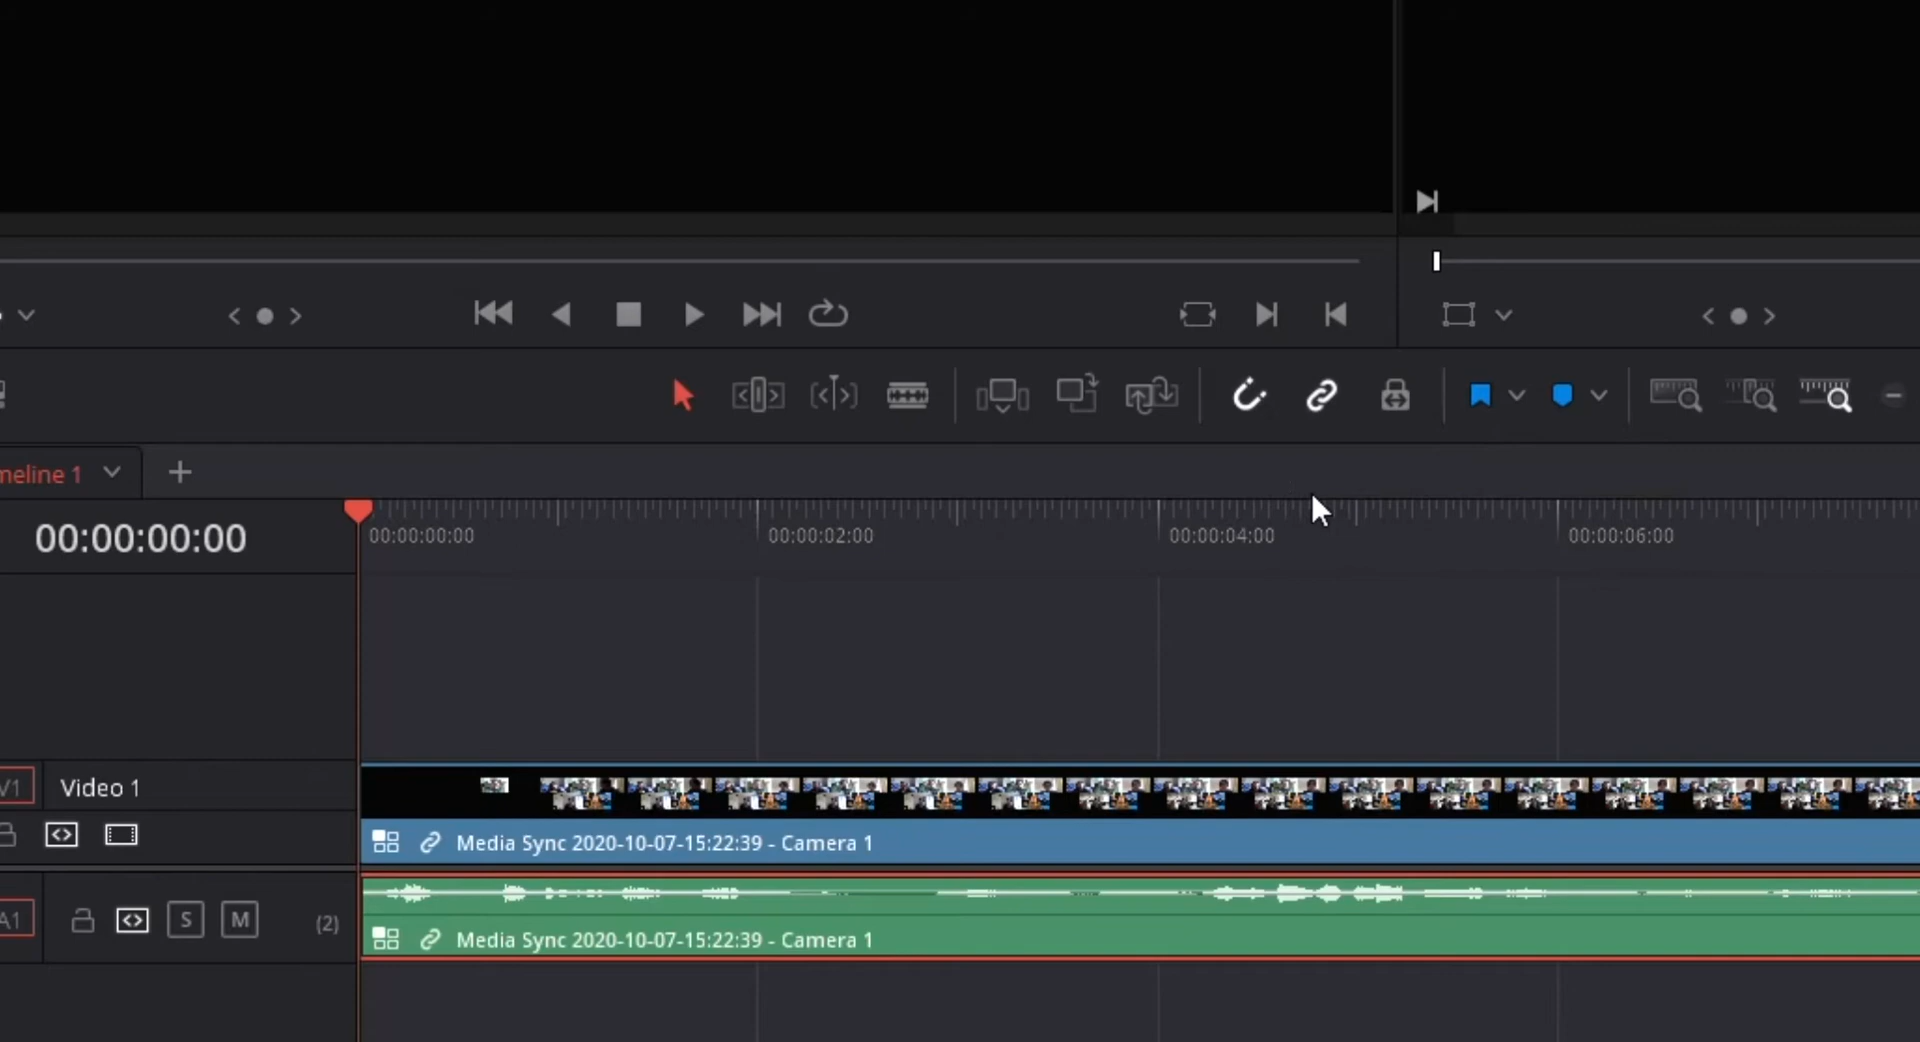 meline 1
00:00:00:00
00:00:00:00
00:00:02:00
00:00:04:00
00:00:06:00
V1
Video 1
Media Sync 2020-10-07-15:22:39 - Camera 1
A1
S
M
(2)
Media Sync 2020-10-07-15:22:39 - Camera 1